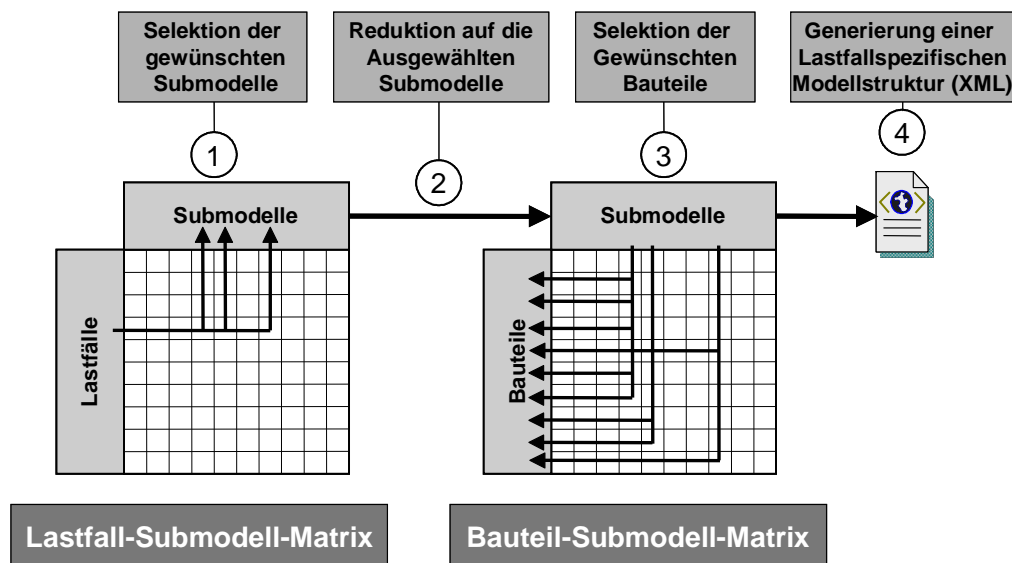 Selektion der
gewünschten
Submodelle
Reduktion auf die
Ausgewählten
Submodelle
Selektion der
Gewünschten
Bauteile
Generierung einer
Lastfallspezifischen
Modellstruktur (XML)
1
2
3
4
Submodelle
Submodelle
Lastfälle
Bauteile
Lastfall-Submodell-Matrix
Bauteil-Submodell-Matrix